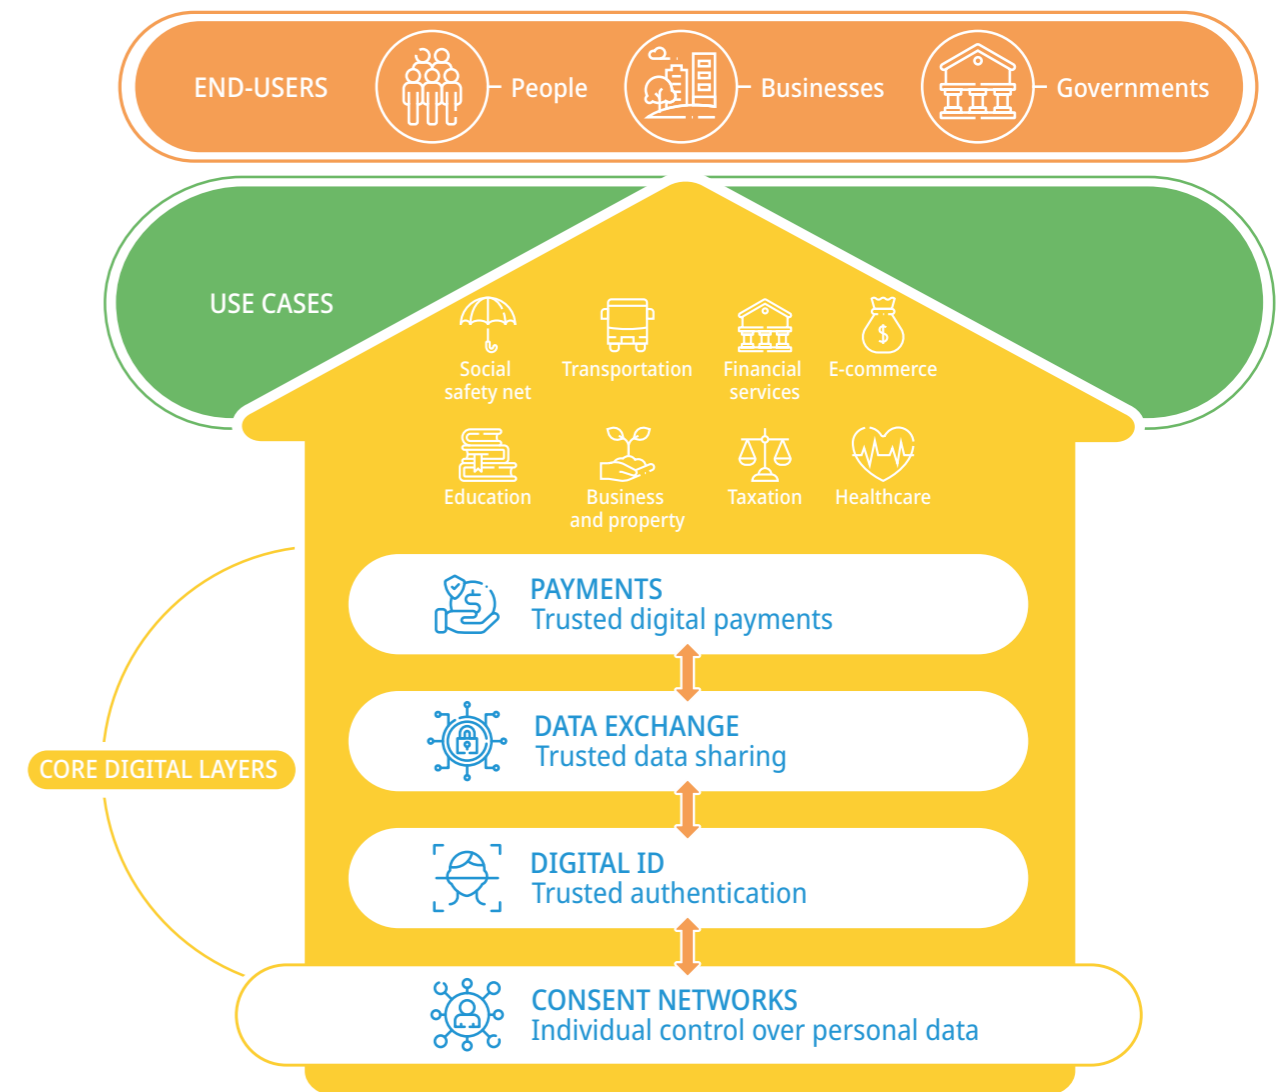 END-USERS
People
Businesses
Governments
USE CASES
Social
safety net
Transportation
Financial
services
E-commerce
Education
Business
and property
Taxation
Healthcare
CORE DIGITAL LAYERS
PAYMENTS
Trusted digital payments
DATA EXCHANGE
Trusted data sharing
DIGITAL ID
Trusted authentication
CONSENT NETWORKS
Individual control over personal data